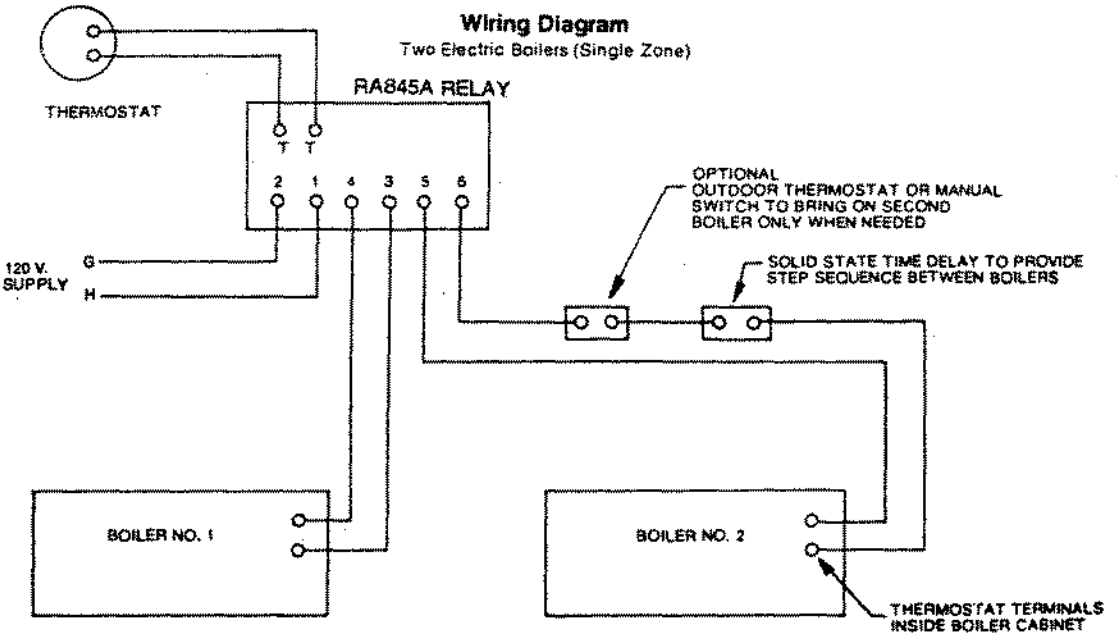 Wiring Diagram
Two Electric Boilers (Single Zone)
THERMOSTAT
RA845A RELAY
T T
2 1 4 3 5 6
120 V.
SUPPLY
G
H
OPTIONAL
OUTDOOR THERMOSTAT OR MANUAL
SWITCH TO BRING ON SECOND
BOILER ONLY WHEN NEEDED
SOLID STATE TIME DELAY TO PROVIDE
STEP SEQUENCE BETWEEN BOILERS
BOILER NO. 1
BOILER NO. 2
THERMOSTAT TERMINALS
INSIDE BOILER CABINET